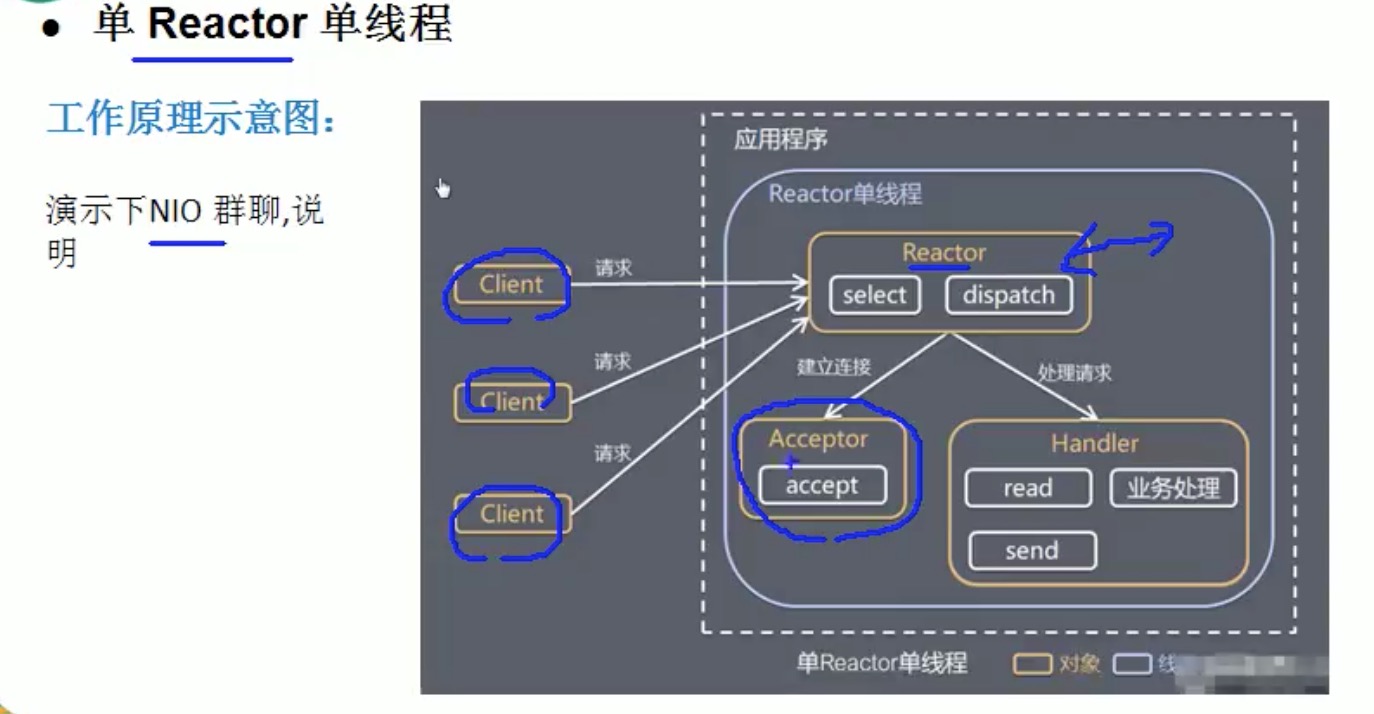 ● 单 Reactor 单线程
工作原理示意图：
演示下NIO 群聊,说
明
应用程序
Reactor单线程
Reactor
select
dispatch
Client
请求
Client
请求
Client
请求
建立连接
处理请求
Acceptor
accept
Handler
read
业务处理
send
单Reactor单线程
对象
线